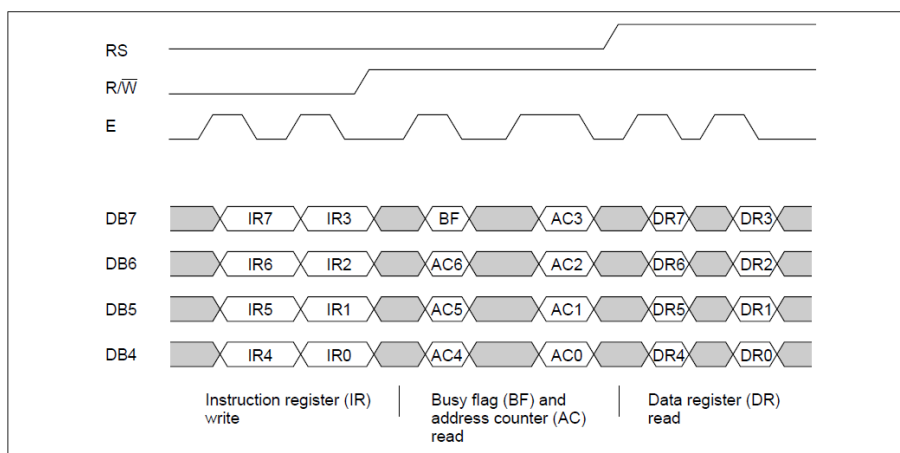 RS
R/W̅
E
DB7 IR7 IR3 BF AC3 DR7 DR3
DB6 IR6 IR2 AC6 AC2 DR6 DR2
DB5 IR5 IR1 AC5 AC1 DR5 DR1
DB4 IR4 IR0 AC4 AC0 DR4 DR0
Instruction register (IR) Busy flag (BF) and Data register (DR)
write address counter (AC) read
read